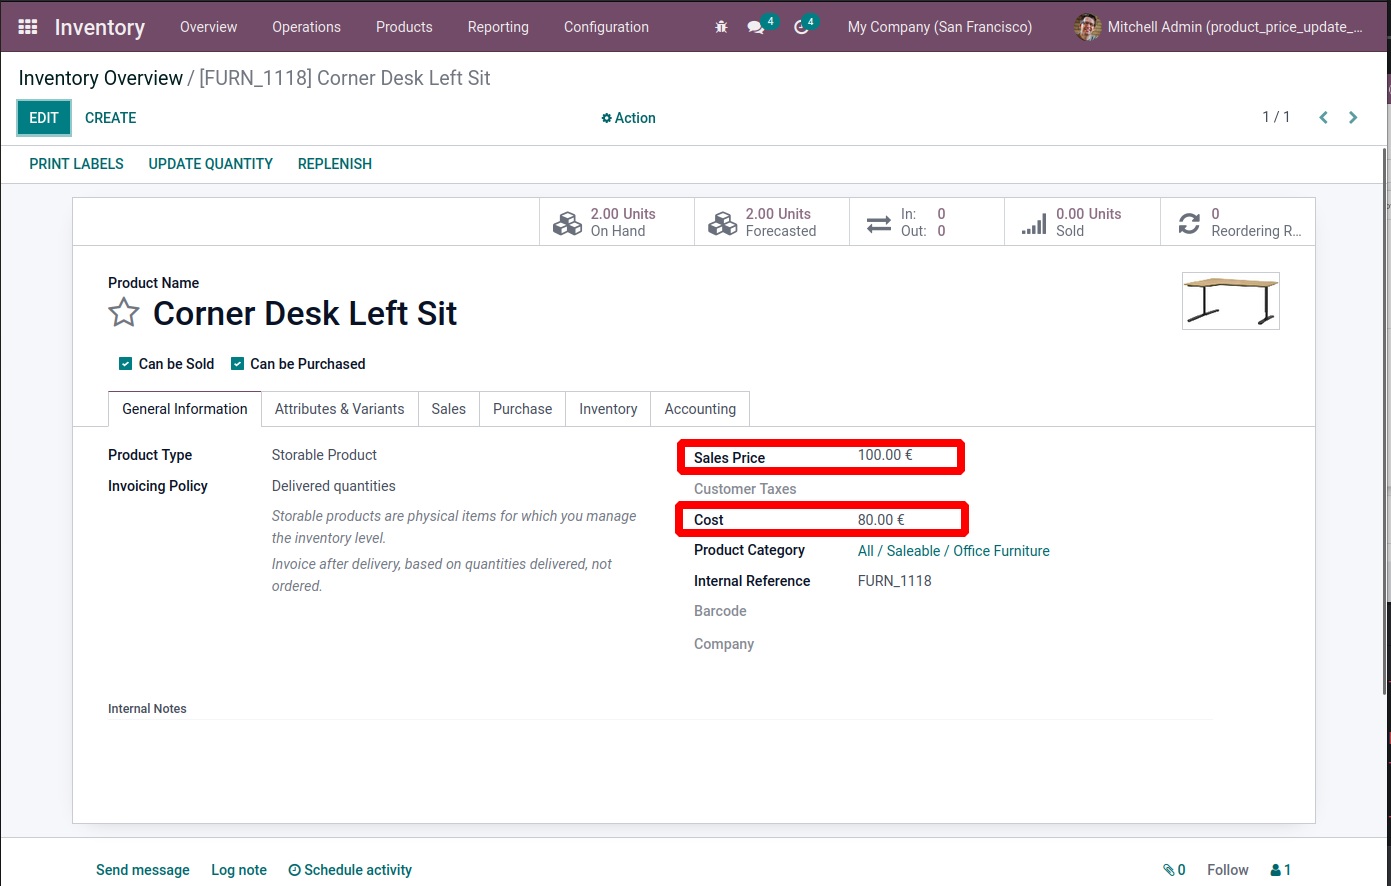 Inventory Overview Operations Products Reporting Configuration 4 4 My Company (San Francisco) Mitchell Admin (product_price_update_...
Inventory Overview / [FURN_1118] Corner Desk Left Sit
EDIT CREATE Action 1 / 1
PRINT LABELS UPDATE QUANTITY REPLENISH
2.00 Units 2.00 Units In: 0 0.00 Units 0
On Hand Forecasted Out: 0 Sold Reordering R...
Product Name
Corner Desk Left Sit
Can be Sold Can be Purchased
General Information Attributes & Variants Sales Purchase Inventory Accounting
Product Type Storable Product Sales Price 100.00 €
Invoicing Policy Delivered quantities Customer Taxes
Storable products are physical items for which you manage Cost 80.00 €
the inventory level. Product Category All / Saleable / Office Furniture
Invoice after delivery, based on quantities delivered, not Internal Reference FURN_1118
ordered. Barcode
Company
Internal Notes
Send message Log note Schedule activity 0 Follow 1